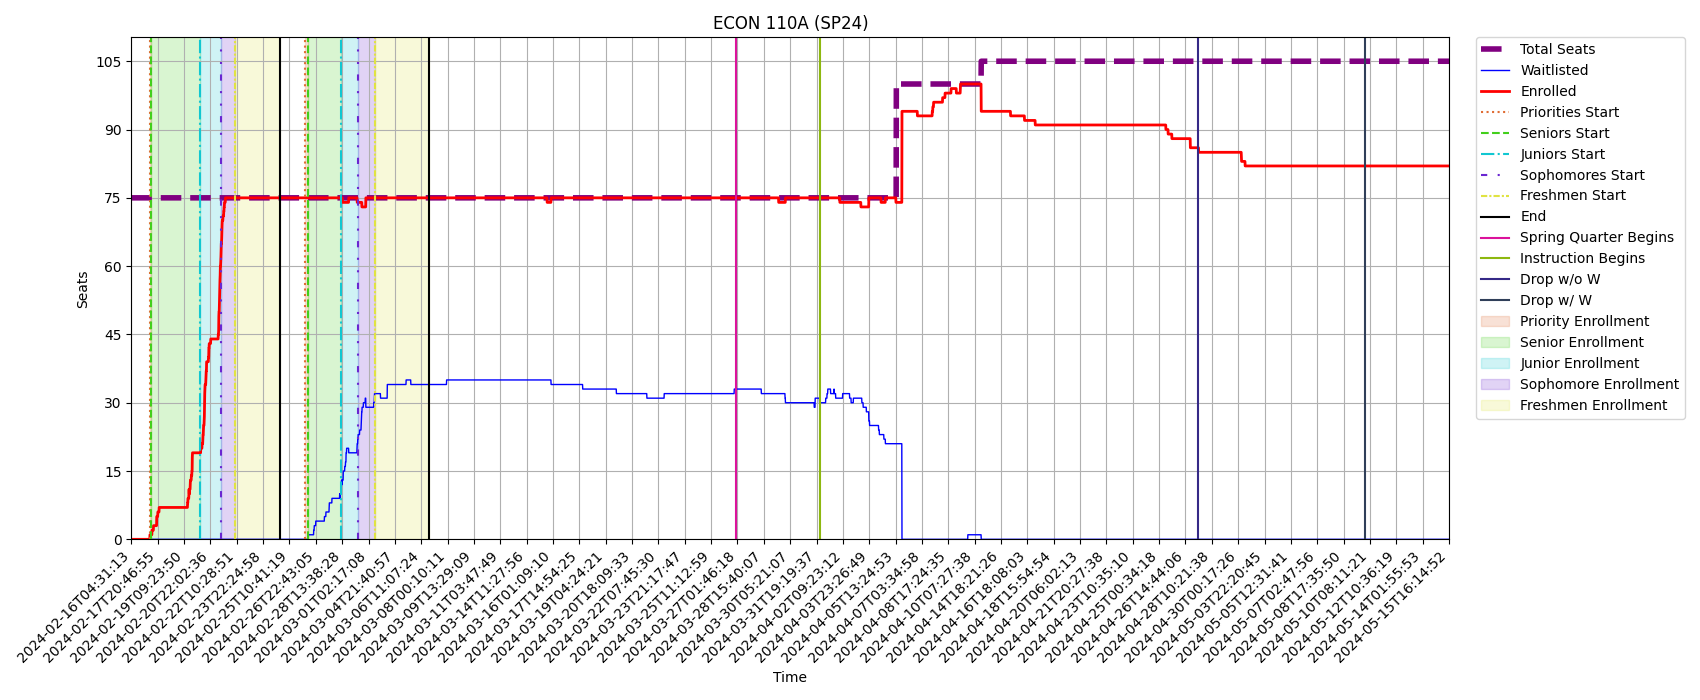 ECON 110A (SP24)
Seats
105
90
75
60
45
30
15
0
2024-02-16T04:31:13
2024-02-17T20:46:55
2024-02-19T09:23:50
2024-02-20T22:02:36
2024-02-22T10:28:51
2024-02-23T22:24:58
2024-02-25T10:41:19
2024-02-26T22:43:05
2024-02-28T13:38:28
2024-03-01T02:17:08
2024-03-04T21:40:57
2024-03-06T11:07:24
2024-03-08T00:10:11
2024-03-09T13:29:09
2024-03-11T03:47:49
2024-03-14T11:27:56
2024-03-16T01:09:10
2024-03-17T14:54:25
2024-03-19T04:24:21
2024-03-20T18:09:33
2024-03-22T07:45:30
2024-03-23T21:17:47
2024-03-25T11:12:59
2024-03-27T01:46:18
2024-03-28T15:40:07
2024-03-30T05:21:07
2024-03-31T19:19:37
2024-04-02T09:23:12
2024-04-03T23:26:49
2024-04-05T13:24:53
2024-04-07T03:34:58
2024-04-08T17:24:35
2024-04-10T07:27:38
2024-04-14T18:21:26
2024-04-16T18:08:03
2024-04-18T15:54:54
2024-04-20T06:02:13
2024-04-21T20:27:38
2024-04-23T10:35:10
2024-04-25T00:34:18
2024-04-26T14:44:06
2024-04-28T10:21:38
2024-04-30T00:17:26
2024-05-03T22:20:45
2024-05-05T12:31:41
2024-05-07T02:47:56
2024-05-08T17:35:50
2024-05-10T08:11:21
2024-05-12T10:36:19
2024-05-14T01:55:53
2024-05-15T16:14:52
Time
Total Seats
Waitlisted
Enrolled
Priorities Start
Seniors Start
Juniors Start
Sophomores Start
Freshmen Start
End
Spring Quarter Begins
Instruction Begins
Drop w/o W
Drop w/ W
Priority Enrollment
Senior Enrollment
Junior Enrollment
Sophomore Enrollment
Freshmen Enrollment